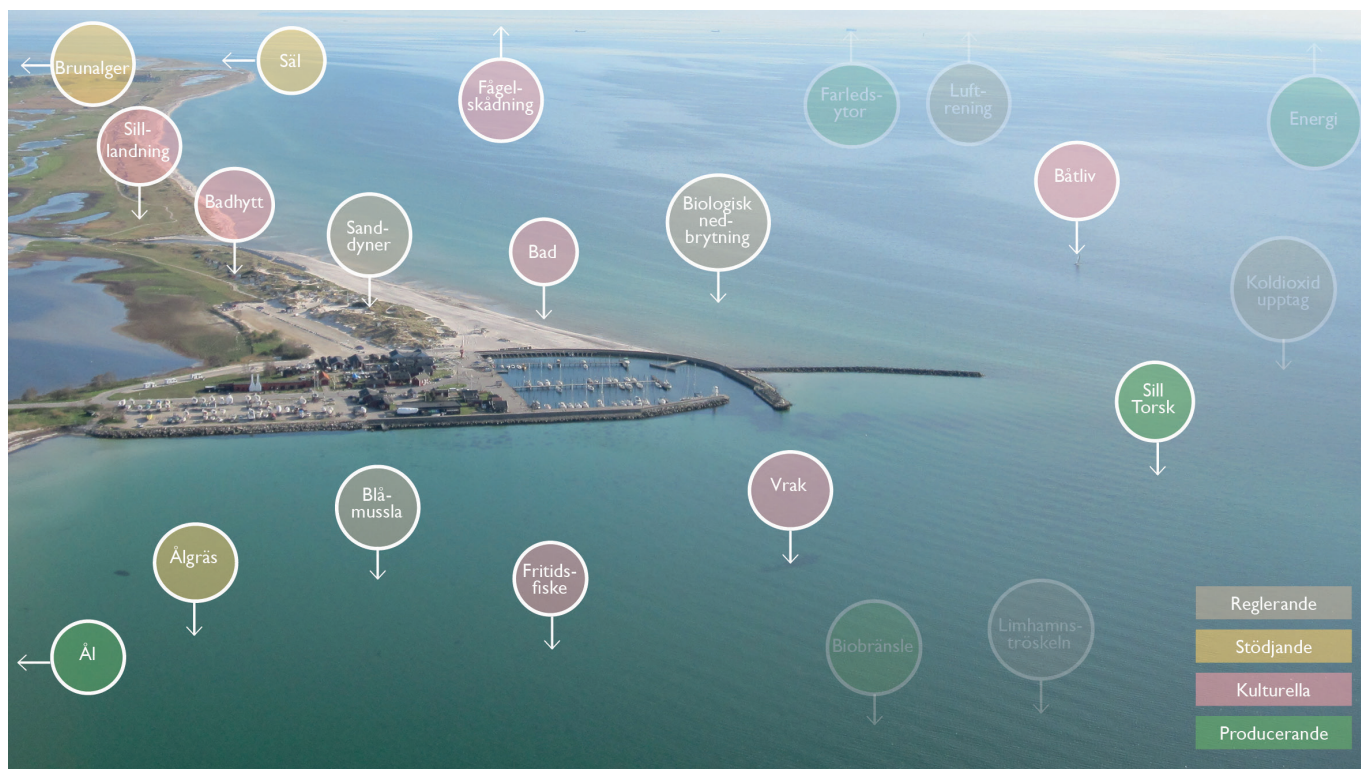 Brunalger
Säl
Fågel-
skådning
Farleds-
ytor
Luft-
rening
Energi
Sill-
landning
Badhytt
Sand-
dyner
Bad
Biologisk
ned-
brytning
Båtliv
Koldioxid
upptag
Sill
Torsk
Blå-
mussla
Vrak
Ålgräs
Fritids-
fiske
Ål
Biobränsle
Limhamns-
tröskeln
Reglerande
Stödjande
Kulturella
Producerande